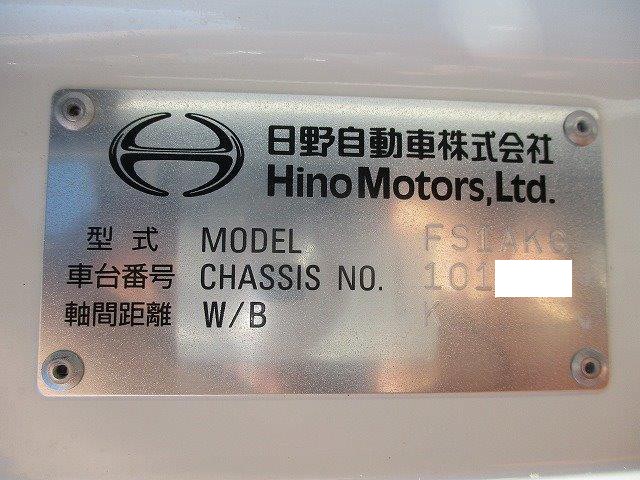 日野自動車株式会社
Hino Motors, Ltd.
型式 MODEL FS1AKG
車台番号 CHASSIS NO. 101
軸間距離 W/B K